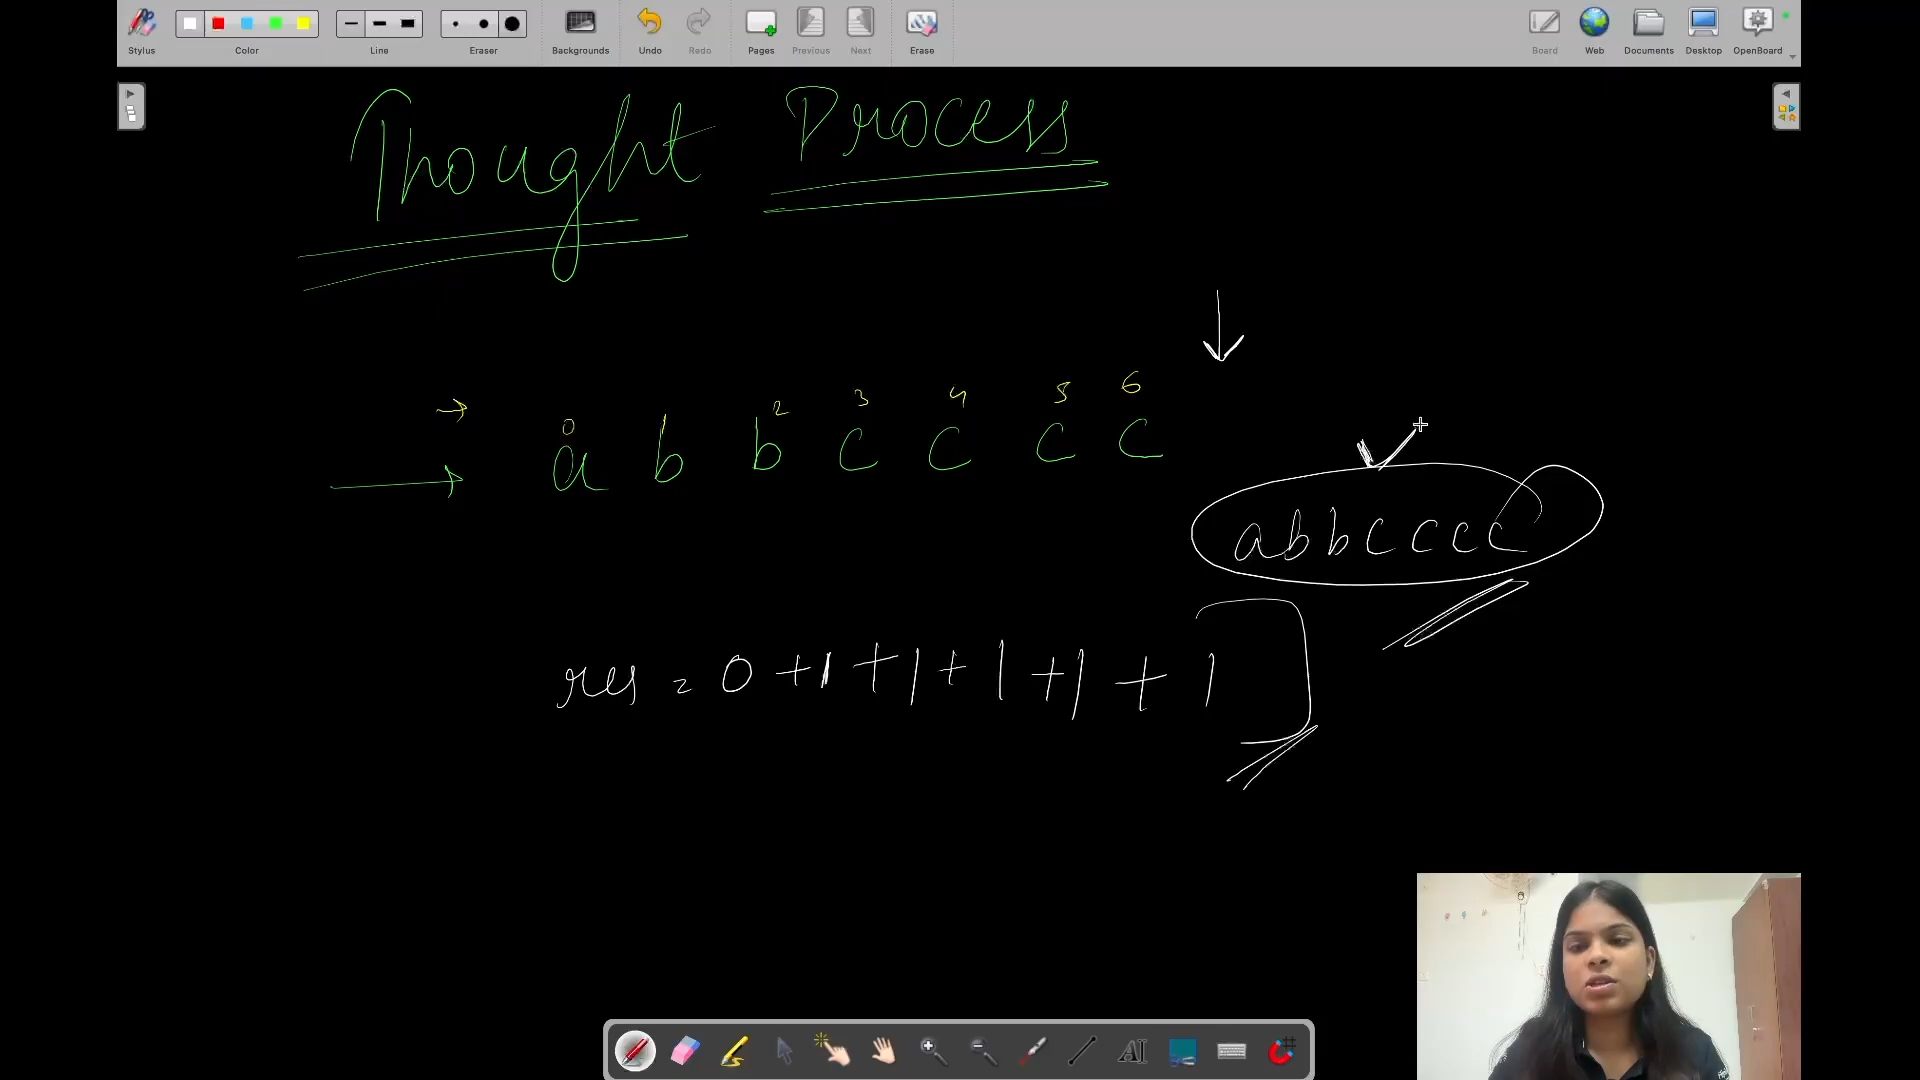 Stylus Color Line Eraser Backgrounds Undo Redo Pages Previous Next Erase Board Web Documents Desktop OpenBoard
Thought Process
0 1 2 3 4 5 6
a b b c c c c
abbcccc
res = 0 + 1 + 1 + 1 + 1 + 1
AI